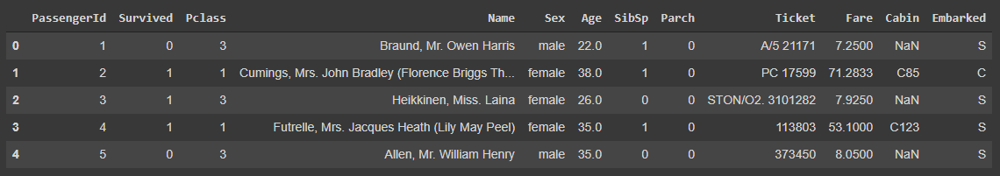 PassengerId Survived Pclass Name Sex Age SibSp Parch Ticket Fare Cabin Embarked
0 1 0 3 Braund, Mr. Owen Harris male 22.0 1 0 A/5 21171 7.2500 NaN S
1 2 1 1 Cumings, Mrs. John Bradley (Florence Briggs Th... female 38.0 1 0 PC 17599 71.2833 C85 C
2 3 1 3 Heikkinen, Miss. Laina female 26.0 0 0 STON/O2. 3101282 7.9250 NaN S
3 4 1 1 Futrelle, Mrs. Jacques Heath (Lily May Peel) female 35.0 1 0 113803 53.1000 C123 S
4 5 0 3 Allen, Mr. William Henry male 35.0 0 0 373450 8.0500 NaN S